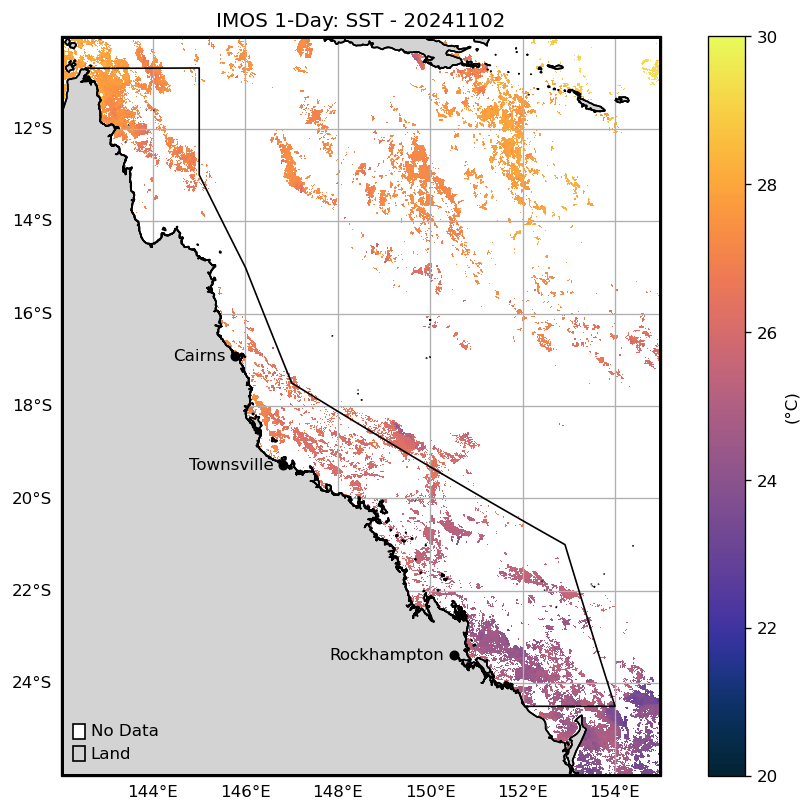 IMOS 1-Day: SST - 20241102
12°S
14°S
16°S
18°S
20°S
22°S
24°S
Cairns
Townsville
Rockhampton
No Data
Land
144°E 146°E 148°E 150°E 152°E 154°E
30
28
26
24
22
20
(°C)